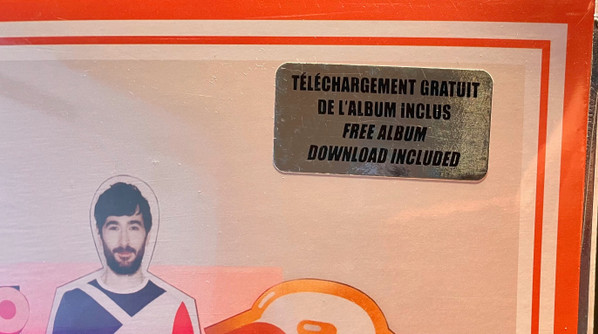 TÉLÉCHARGEMENT GRATUIT
DE L'ALBUM iNCLUS
FREE ALBUM
DOWNLOAD iNCLUDED